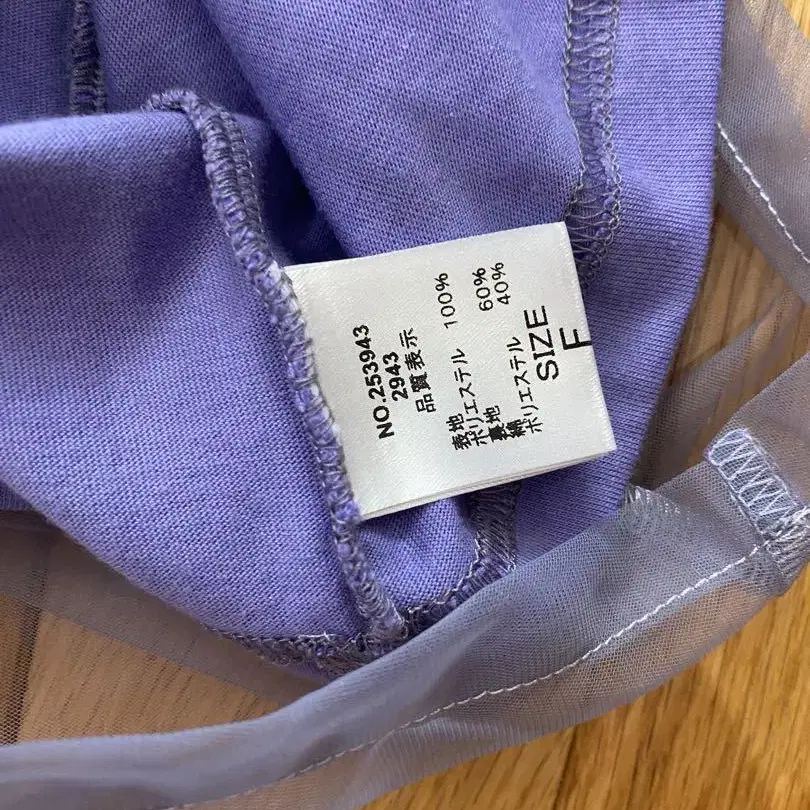 NO.253943
2943
品質表示
表地
ポリエステル 100%
裏地
綿 60%
ポリエステル 40%
SIZE
F